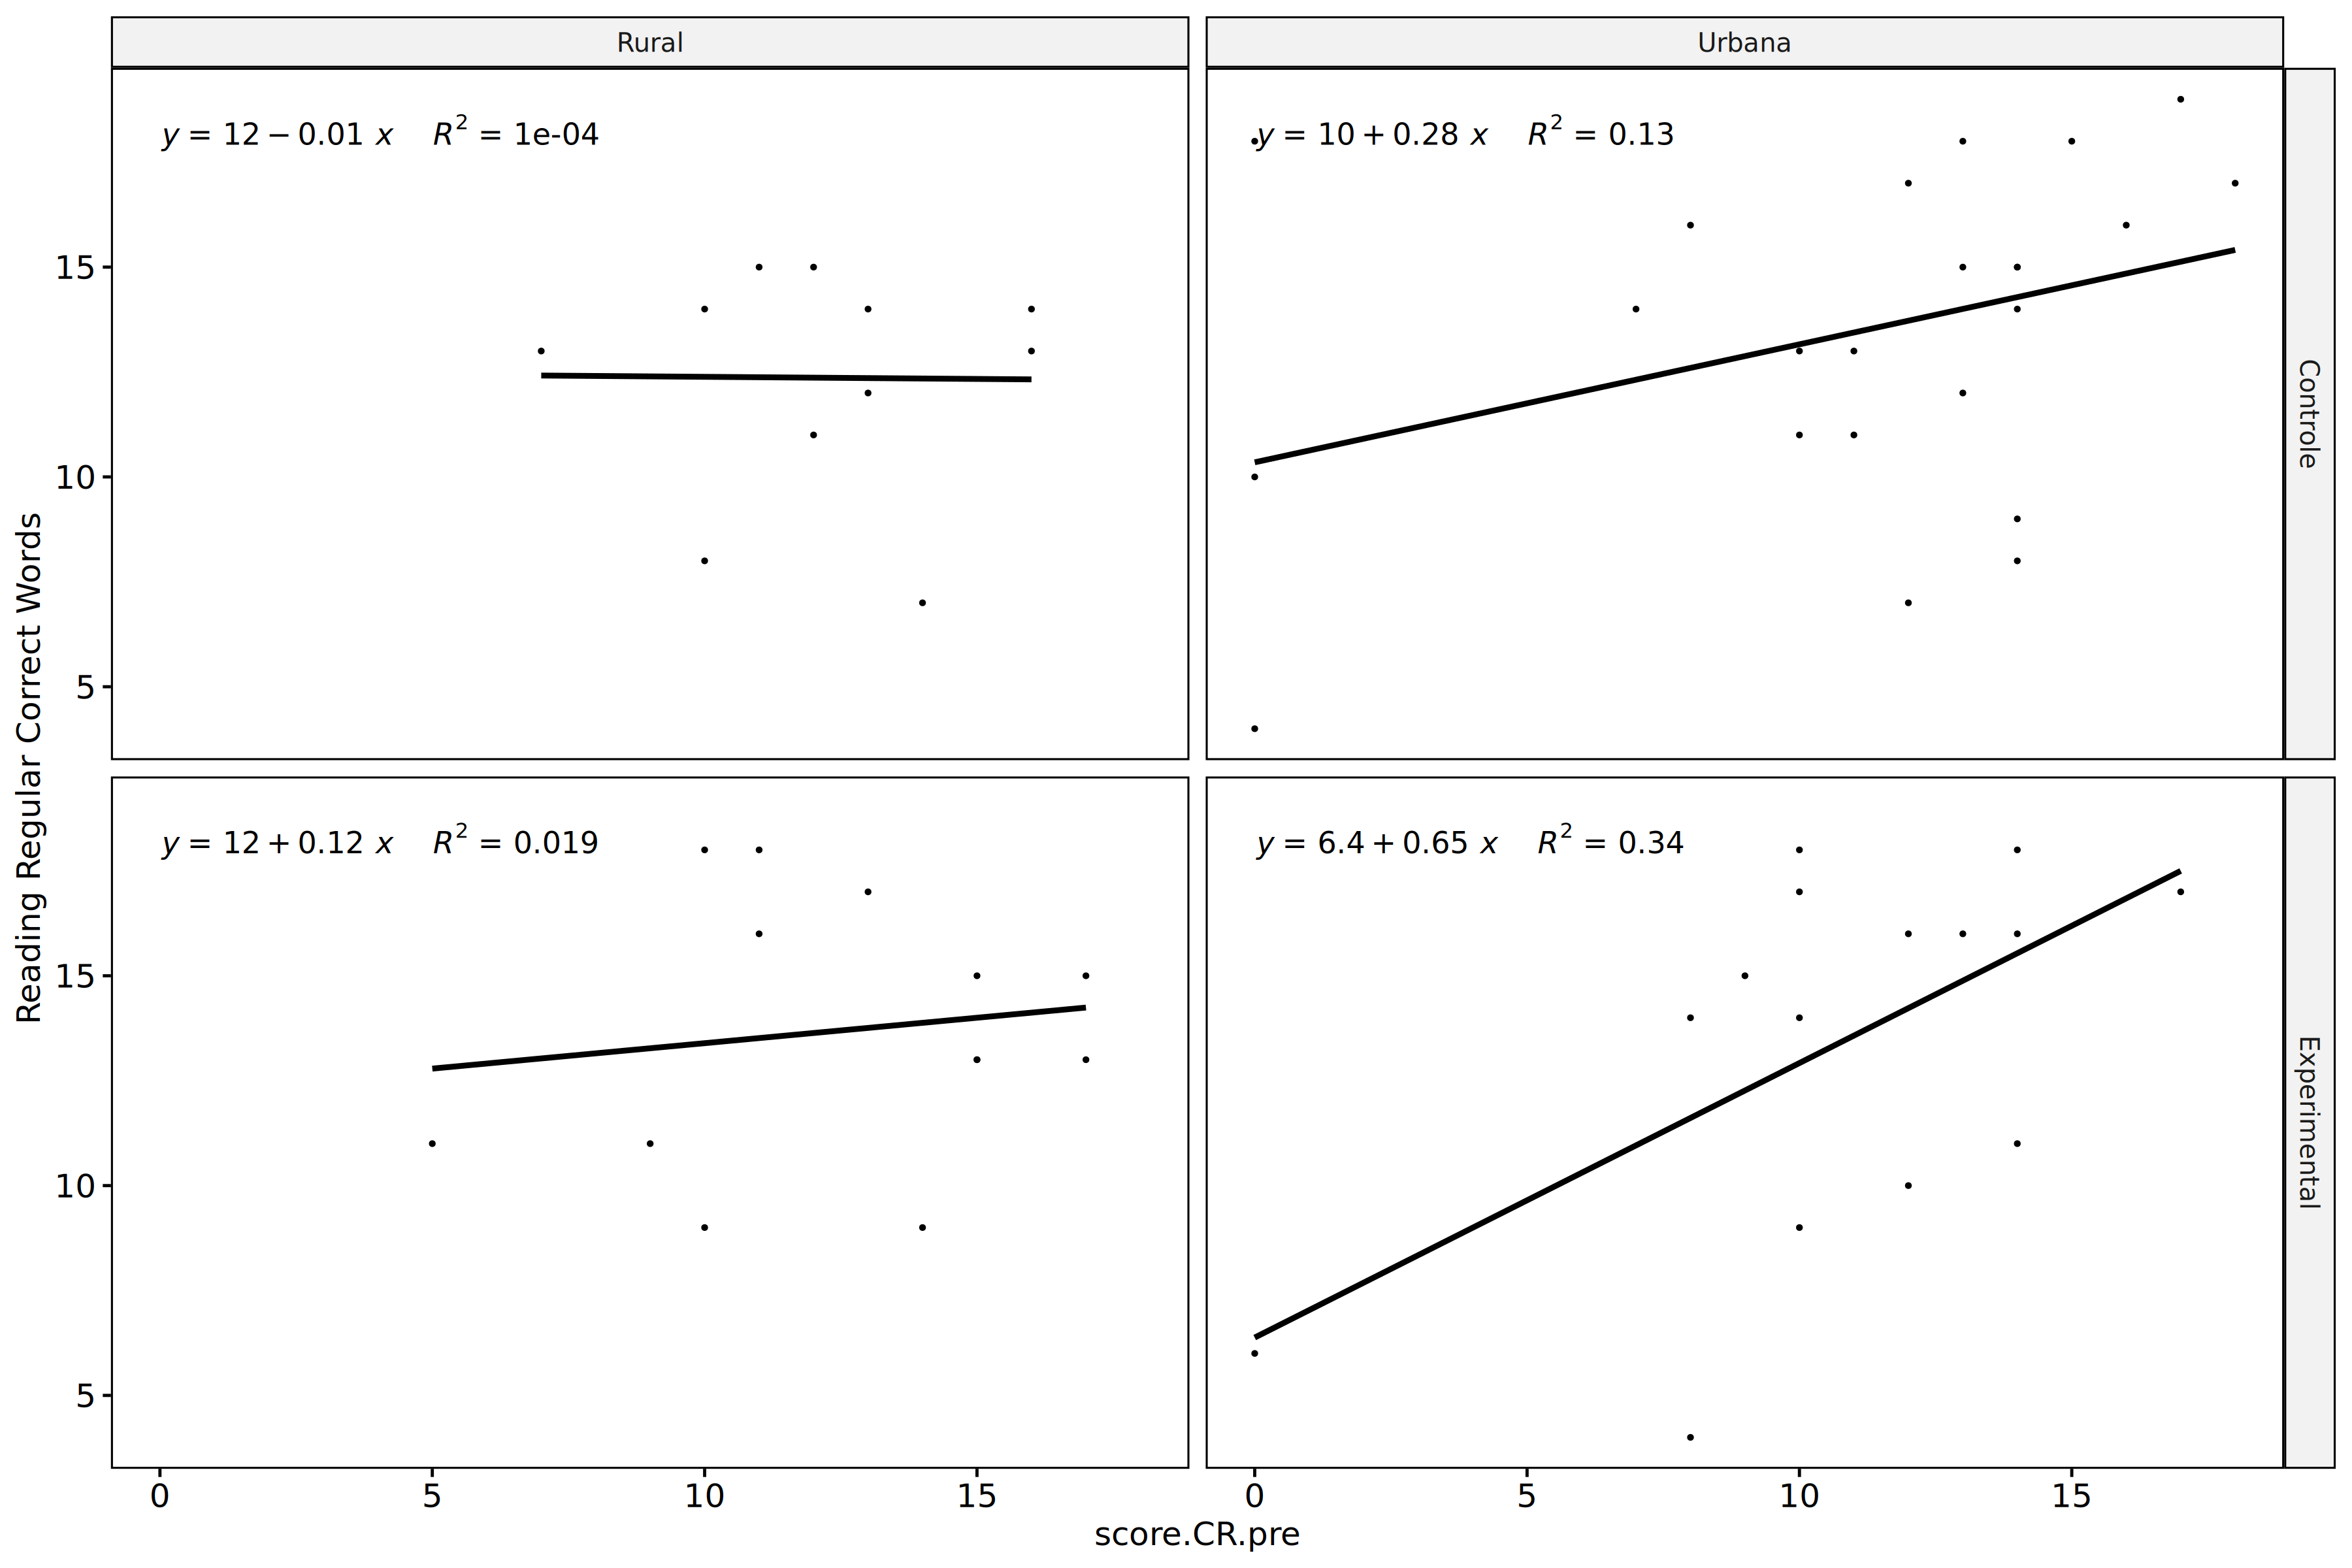 Rural
Urbana
y = 12 − 0.01 x R² = 1e-04
y = 10 + 0.28 x R² = 0.13
15
10
5
Controle
Reading Regular Correct Words
y = 12 + 0.12 x R² = 0.019
y = 6.4 + 0.65 x R² = 0.34
15
10
5
Experimental
0 5 10 15
0 5 10 15
score.CR.pre